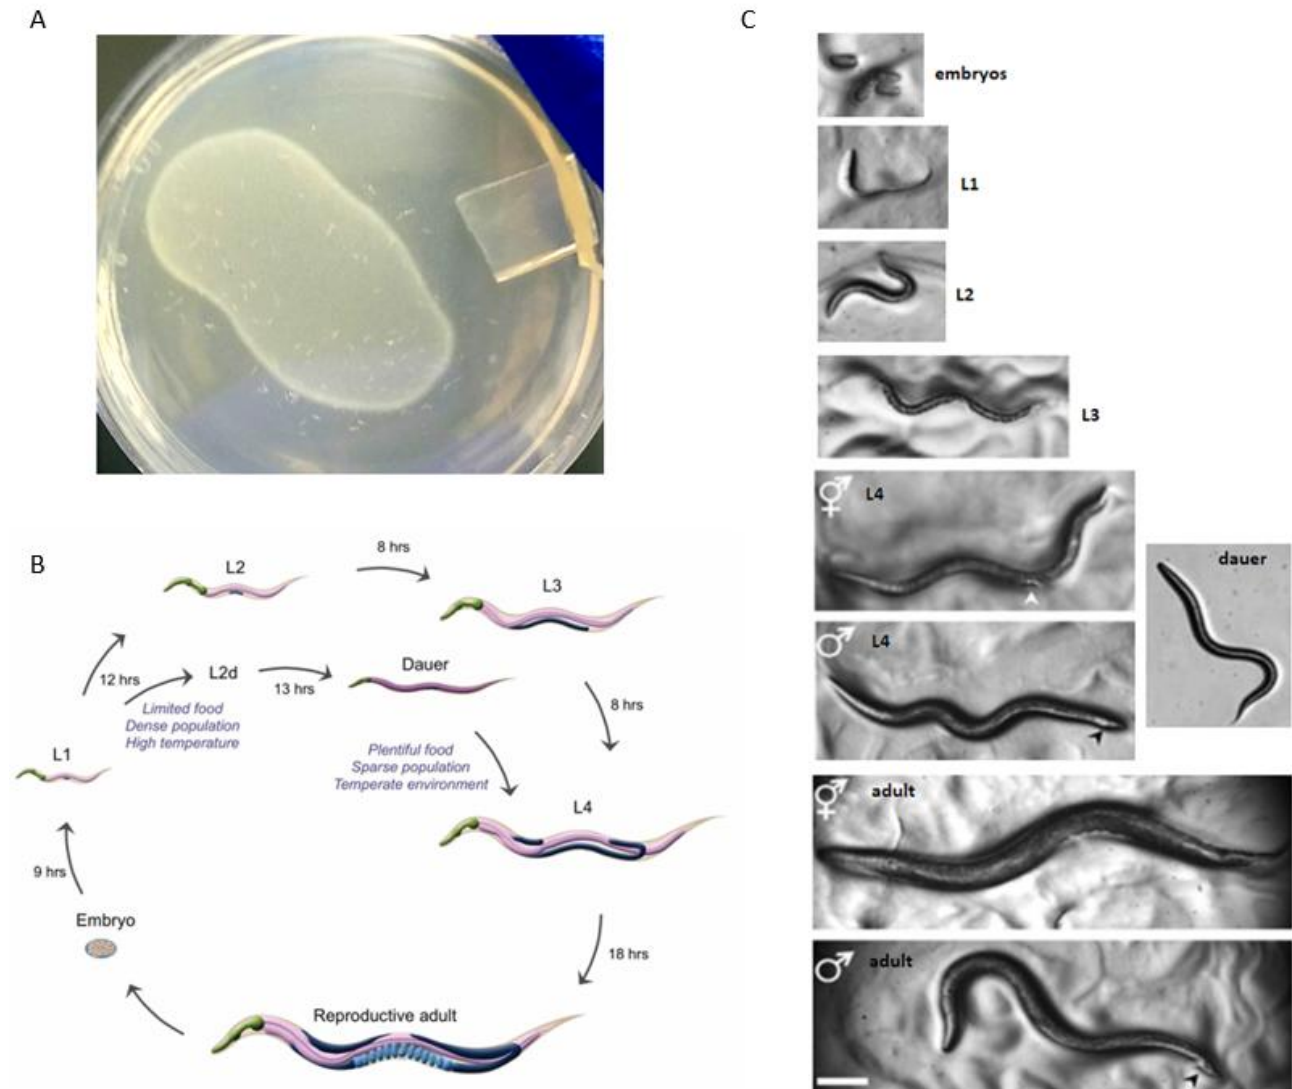 A
B
L2
8 hrs
L3
12 hrs
L2d
13 hrs
Dauer
Limited food
Dense population
High temperature
8 hrs
L1
Plentiful food
Sparse population
Temperate environment
L4
9 hrs
Embryo
18 hrs
Reproductive adult
C
embryos
L1
L2
L3
⚥ L4
dauer
♂ L4
⚥ adult
♂ adult